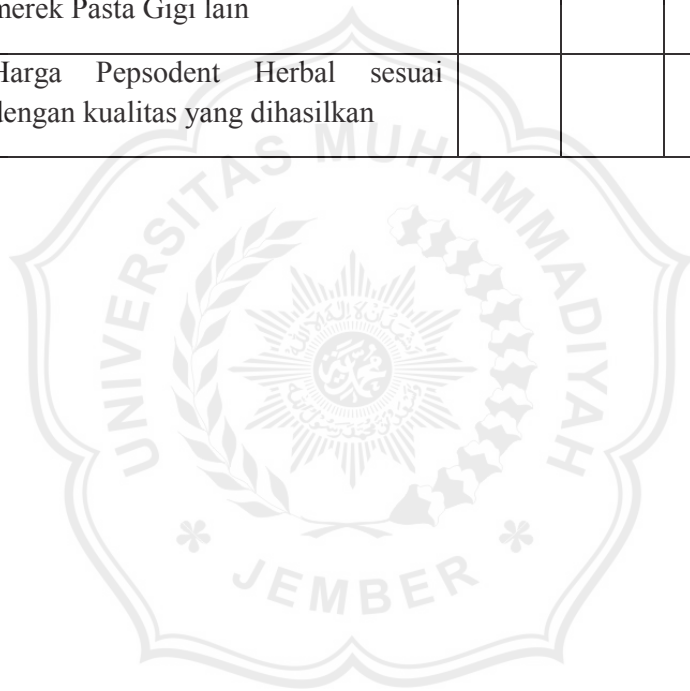 merek Pasta Gigi lain
Harga Pepsodent Herbal sesuai
dengan kualitas yang dihasilkan
UNIVERSITAS MUHAMMADIYAH
JEMBER